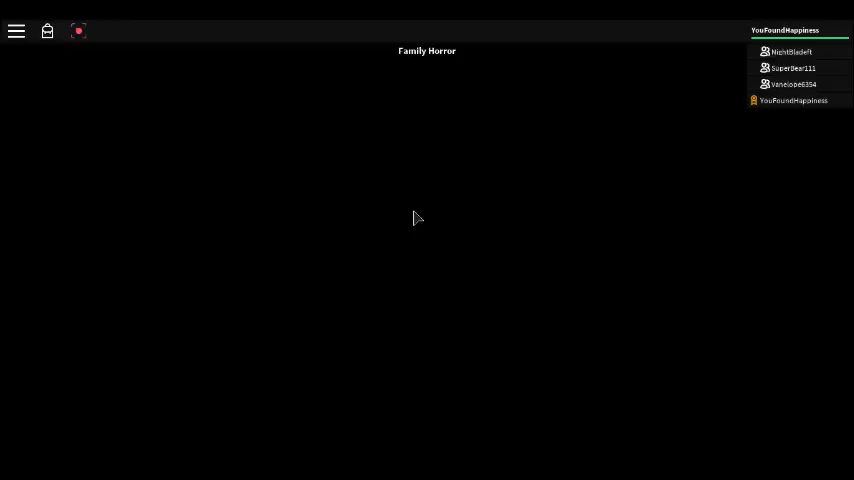 YouFoundHappiness
Family Horror
NightBladeft
SuperBear111
Vanelope6354
YouFoundHappiness